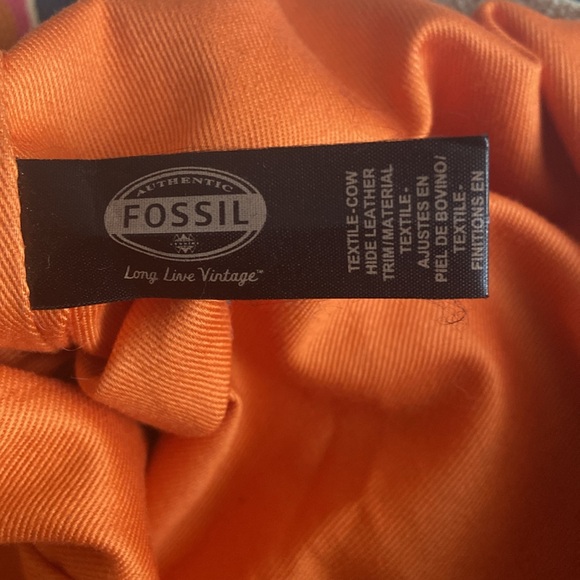 AUTHENTIC
FOSSIL
Long Live Vintage™
TEXTILE-COW
HIDE LEATHER
TRIM/MATERIAL
TEXTILE-
AJUSTES EN
PIEL DE BOVINO/
TEXTILE-
FINITIONS EN